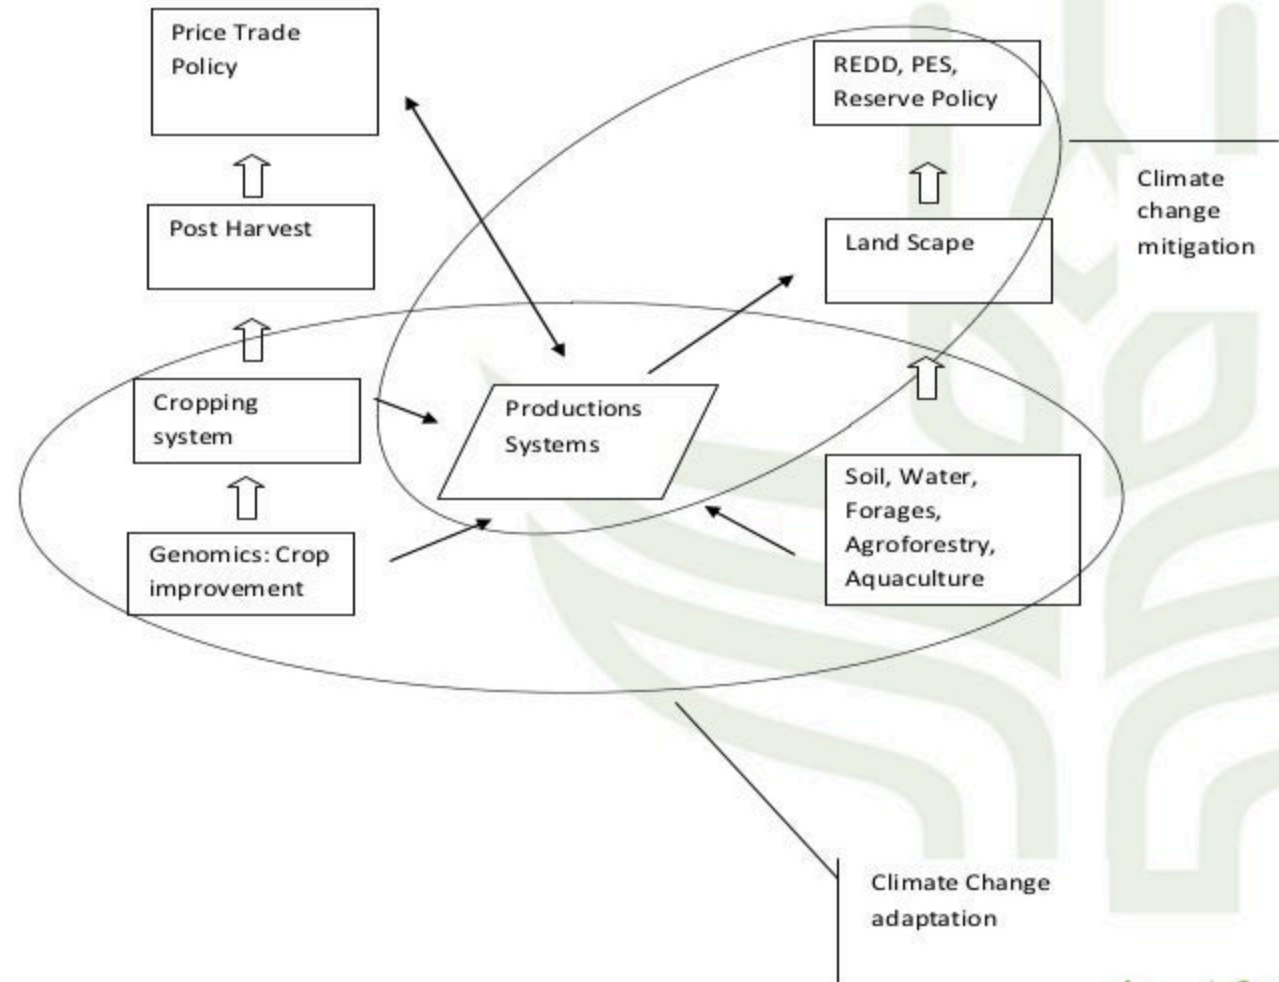 Price Trade
Policy
REDD, PES,
Reserve Policy
Climate
change
mitigation
Post Harvest
Land Scape
Cropping
system
Productions
Systems
Soil, Water,
Forages,
Agroforestry,
Aquaculture
Genomics: Crop
improvement
Climate Change
adaptation